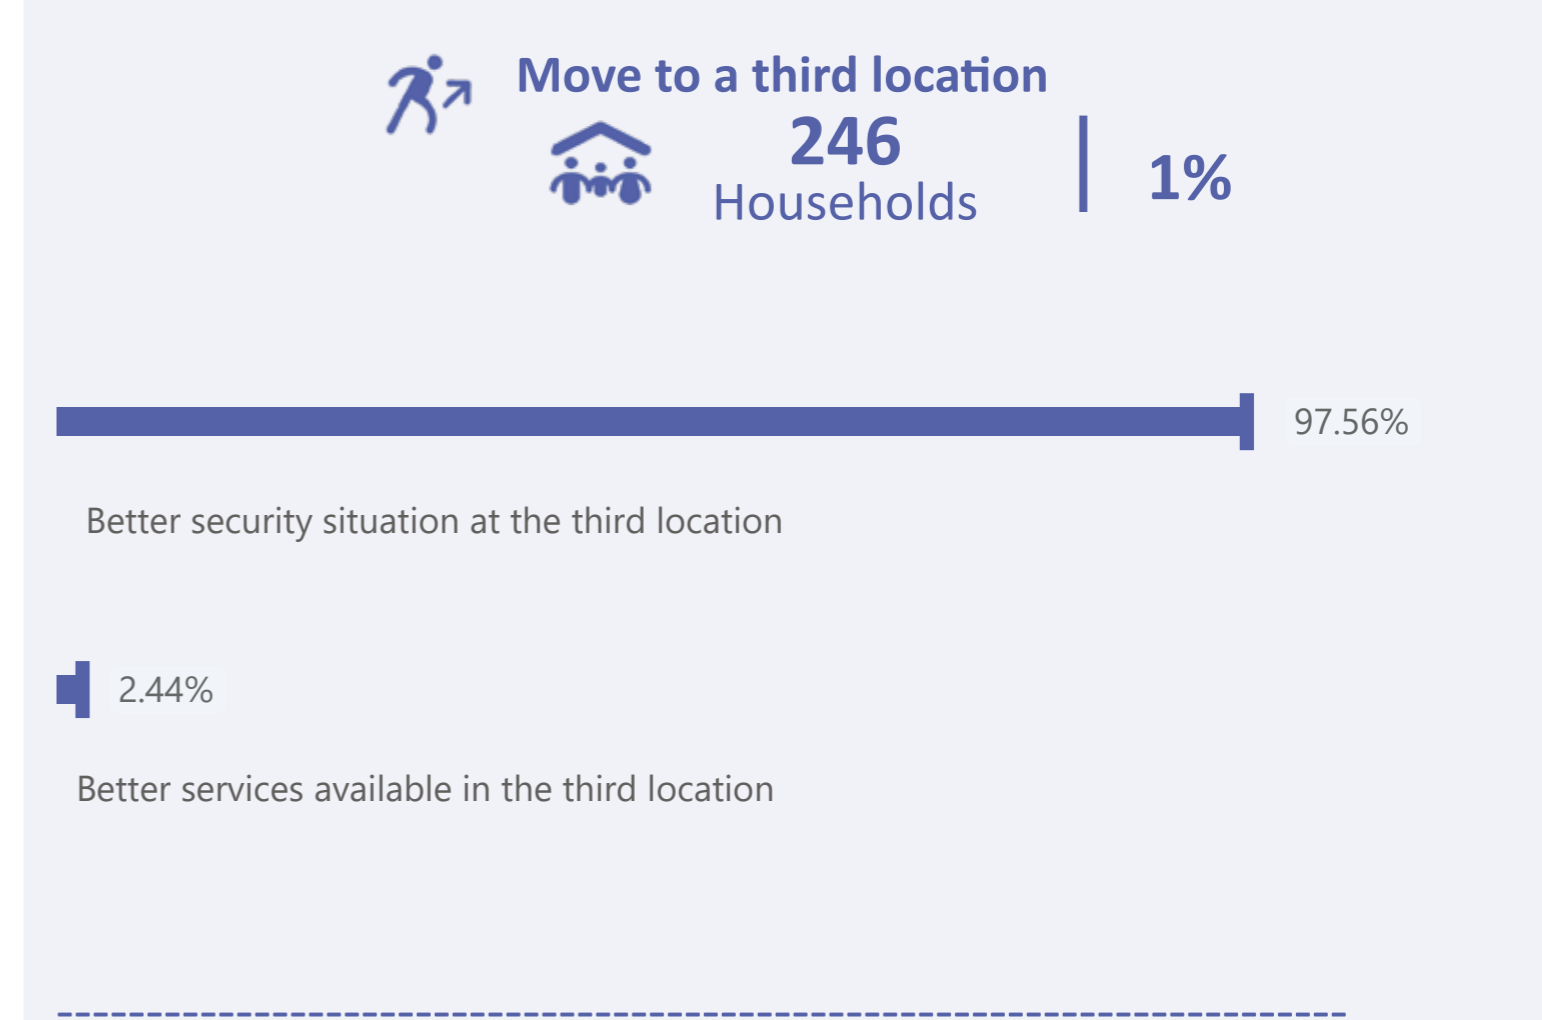 Move to a third location
246
Households
1%
97.56%
Better security situation at the third location
2.44%
Better services available in the third location